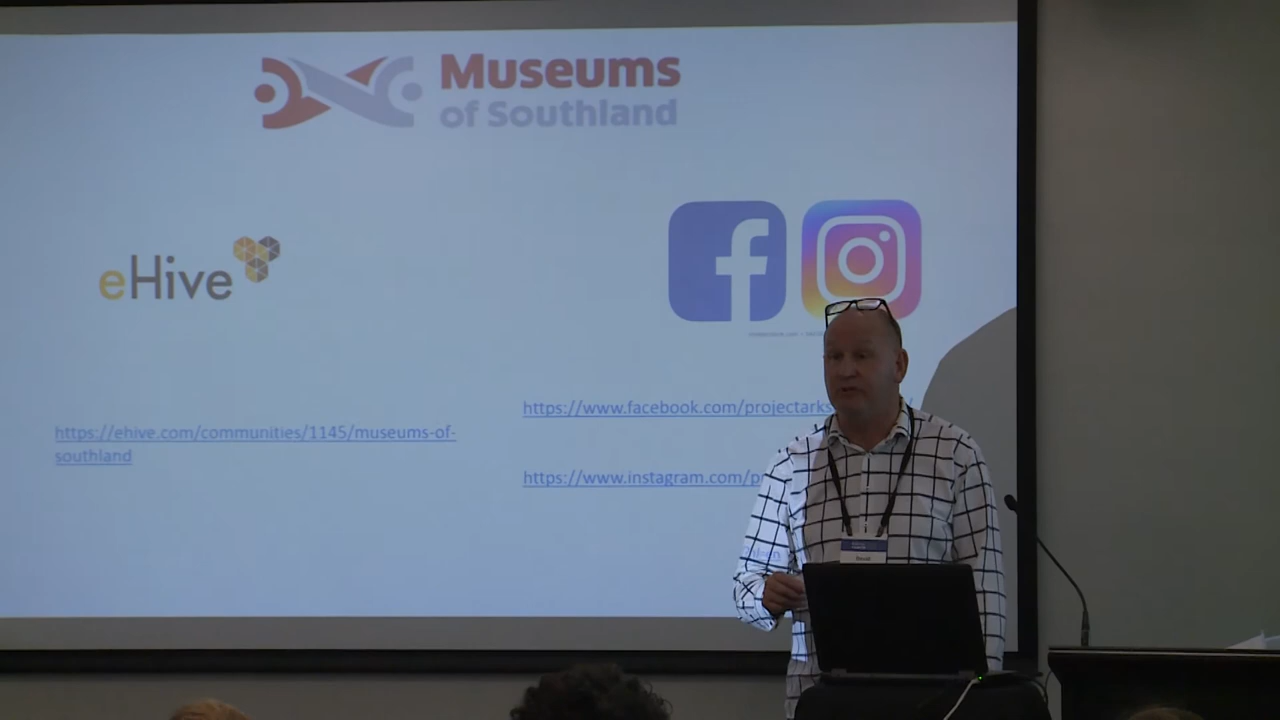 Museums
of Southland
eHive
https://www.facebook.com/projectarks
https://ehive.com/communities/1145/museums-of-
southland
https://www.instagram.com/p